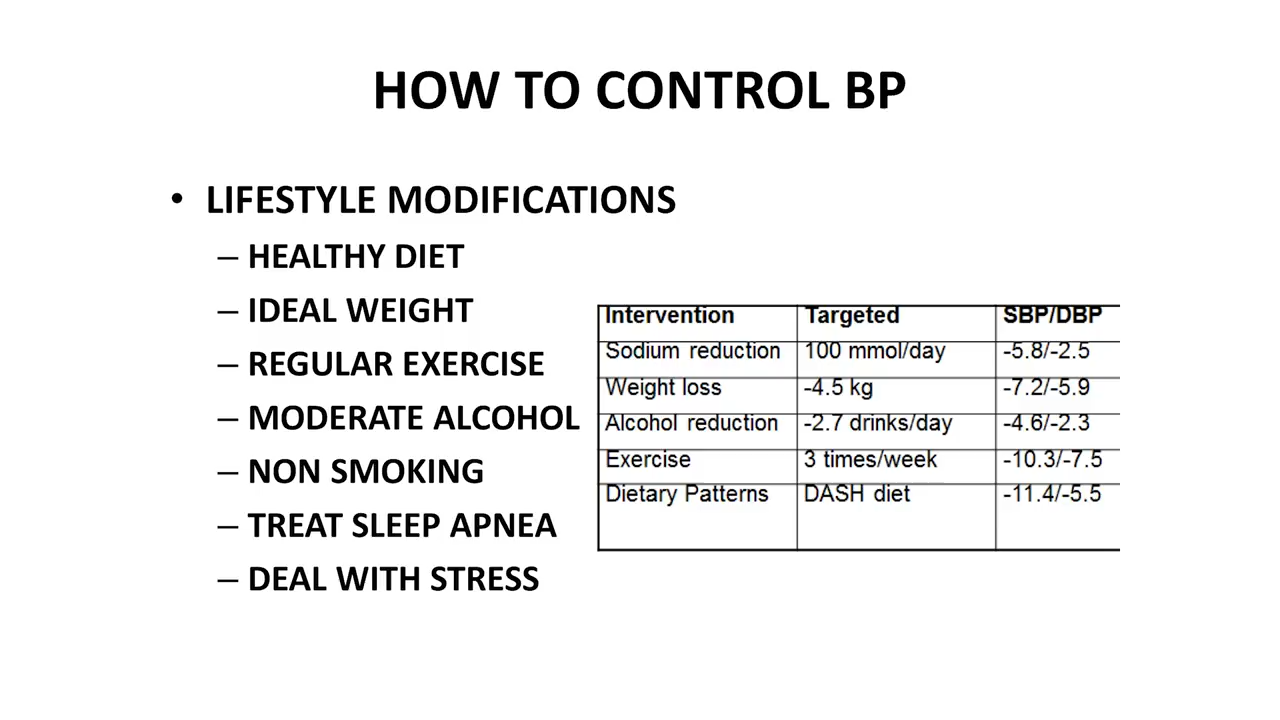 HOW TO CONTROL BP
• LIFESTYLE MODIFICATIONS
– HEALTHY DIET
– IDEAL WEIGHT
– REGULAR EXERCISE
– MODERATE ALCOHOL
– NON SMOKING
– TREAT SLEEP APNEA
– DEAL WITH STRESS
Intervention Targeted SBP/DBP
Sodium reduction 100 mmol/day -5.8/-2.5
Weight loss -4.5 kg -7.2/-5.9
Alcohol reduction -2.7 drinks/day -4.6/-2.3
Exercise 3 times/week -10.3/-7.5
Dietary Patterns DASH diet -11.4/-5.5